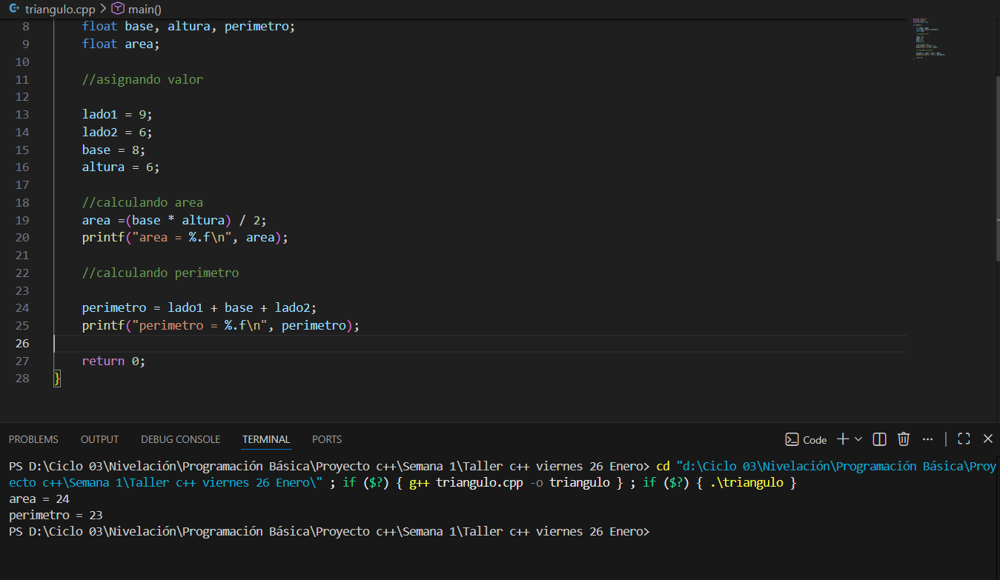 triangulo.cpp > main()
8 float base, altura, perimetro;
9 float area;
10
11 //asignando valor
12
13 lado1 = 9;
14 lado2 = 6;
15 base = 8;
16 altura = 6;
17
18 //calculando area
19 area =(base * altura) / 2;
20 printf("area = %.f\n", area);
21
22 //calculando perimetro
23
24 perimetro = lado1 + base + lado2;
25 printf("perimetro = %.f\n", perimetro);
26
27 return 0;
28 }
PROBLEMS OUTPUT DEBUG CONSOLE TERMINAL PORTS Code
PS D:\Ciclo 03\Nivelación\Programación Básica\Proyecto c++\Semana 1\Taller c++ viernes 26 Enero> cd "d:\Ciclo 03\Nivelación\Programación Básica\Proy
ecto c++\Semana 1\Taller c++ viernes 26 Enero\" ; if ($?) { g++ triangulo.cpp -o triangulo } ; if ($?) { .\triangulo }
area = 24
perimetro = 23
PS D:\Ciclo 03\Nivelación\Programación Básica\Proyecto c++\Semana 1\Taller c++ viernes 26 Enero>